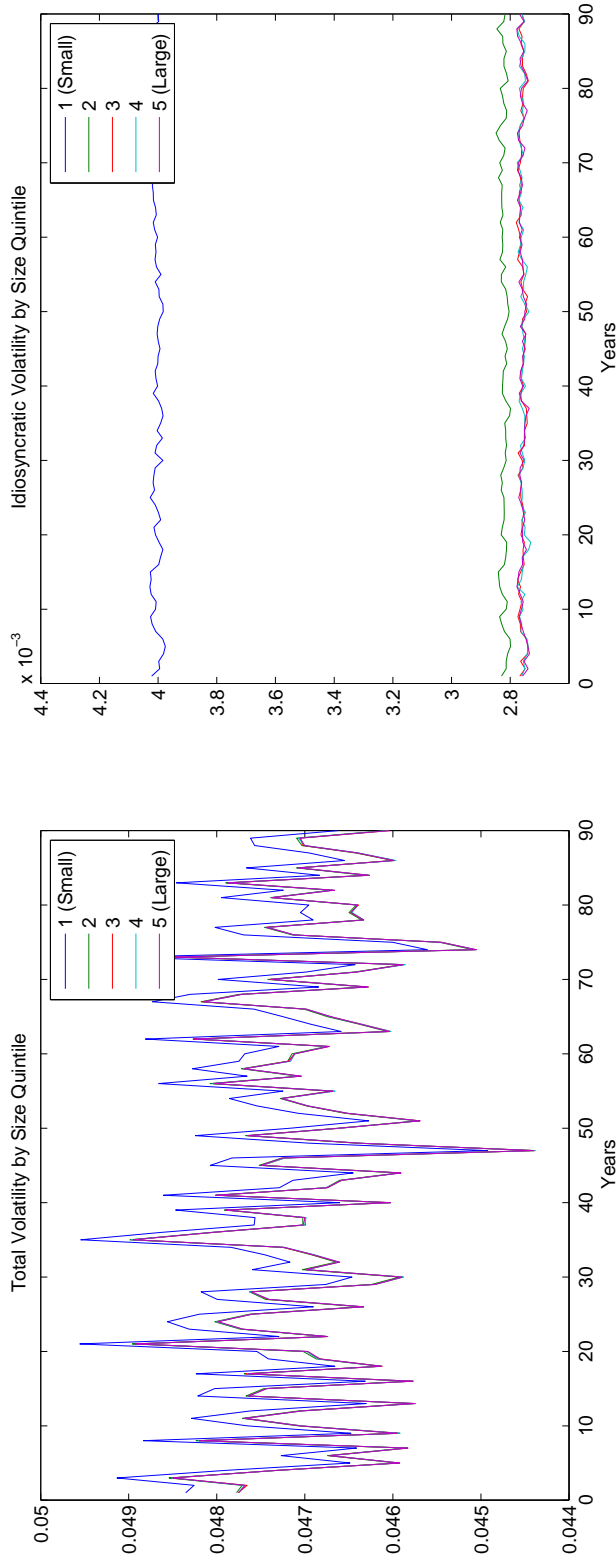 Total Volatility by Size Quintile
0.05
0.049
0.048
0.047
0.046
0.045
0.044
0 10 20 30 40 50 60 70 80 90
Years
1 (Small)
2
3
4
5 (Large)
Idiosyncratic Volatility by Size Quintile
x 10⁻³
4.4
4.2
4
3.8
3.6
3.4
3.2
3
2.8
0 10 20 30 40 50 60 70 80 90
Years
1 (Small)
2
3
4
5 (Large)